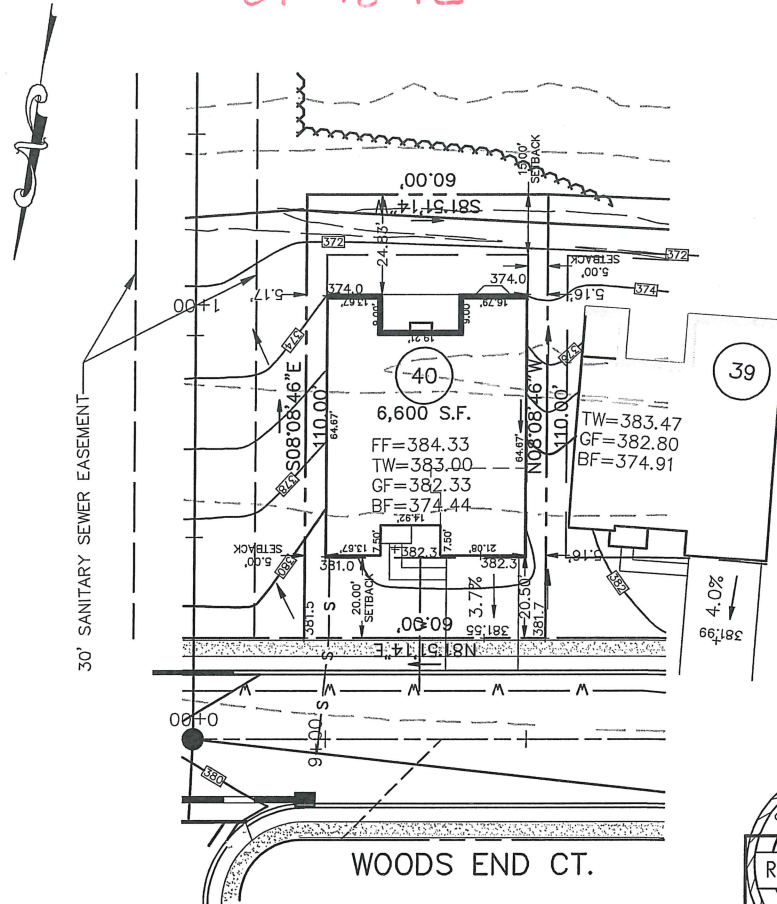 15.00'
SETBACK
60.00'
S81°51'14"W
372
24.83'
372
5.00'
SETBACK
374.0
374.0
374
5.17'
5.16'
1+00
13.67'
9.00'
19.21'
9.00'
16.79'
374
378
40
39
6,600 S.F.
S08°08'46"E
110.00'
64.67'
N08°08'46"W
110.00'
64.67'
FF=384.33
TW=383.00
GF=382.33
BF=374.44
TW=383.47
GF=382.80
BF=374.91
30' SANITARY SEWER EASEMENT
378
14.92'
5.00'
SETBACK
13.67'
7.50'
382.3
7.50'
21.08'
5.16'
380
381.0
382.3
382
381.5
S
20.00'
SETBACK
3.7%
20.50'
381.7
4.0%
60.00'
381.55
381.99
N81°51'14"E
S
0+00
S
9+00
380
WOODS END CT.
R